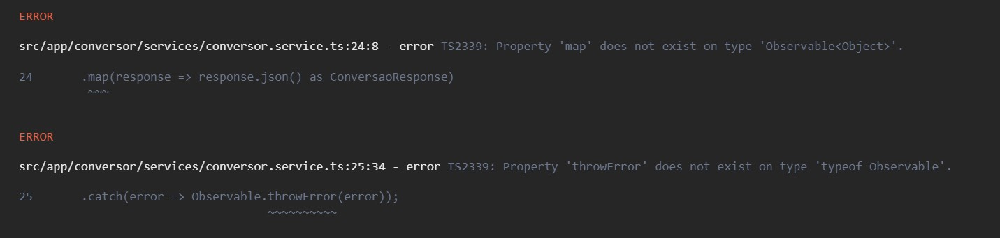 ERROR
src/app/conversor/services/conversor.service.ts:24:8 - error TS2339: Property 'map' does not exist on type 'Observable<Object>'.
24       .map(response => response.json() as ConversaoResponse)
~~~
ERROR
src/app/conversor/services/conversor.service.ts:25:34 - error TS2339: Property 'throwError' does not exist on type 'typeof Observable'.
25       .catch(error => Observable.throwError(error));
~~~~~~~~~~